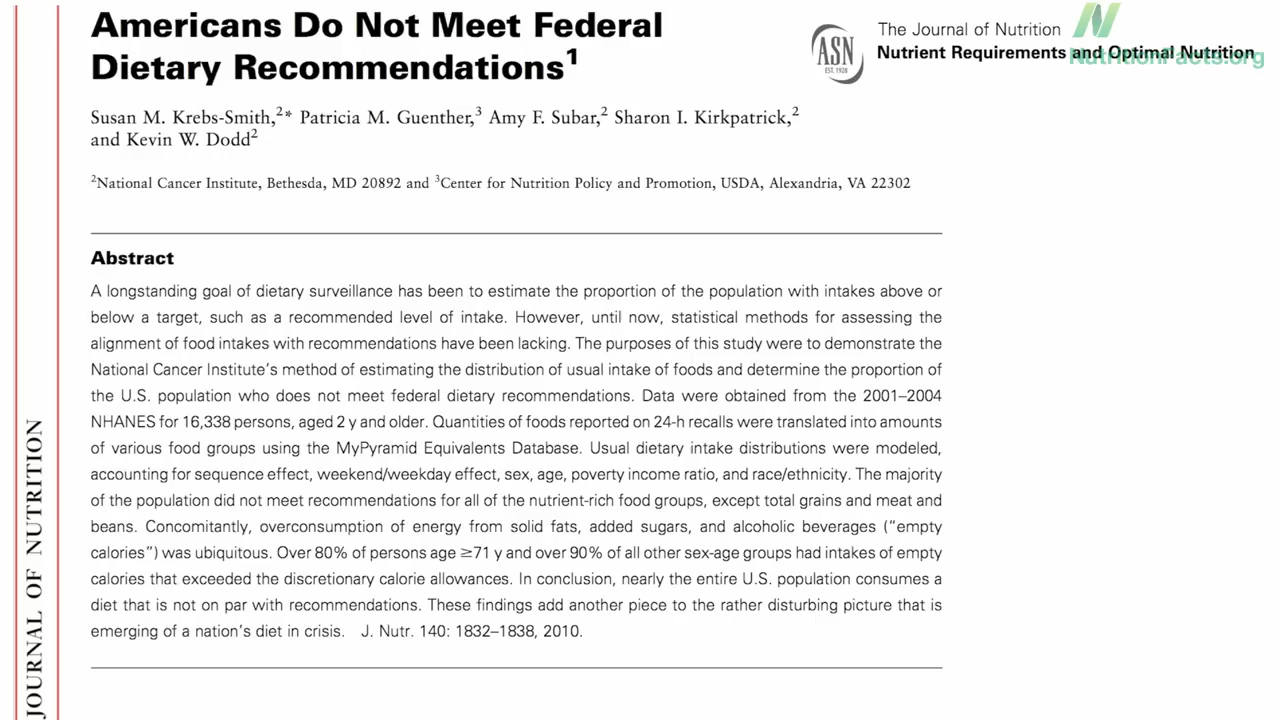 Americans Do Not Meet Federal
Dietary Recommendations1
ASN
EST. 1928
The Journal of Nutrition
Nutrient Requirements and Optimal Nutrition
NutritionFacts.org
Susan M. Krebs-Smith,2* Patricia M. Guenther,3 Amy F. Subar,2 Sharon I. Kirkpatrick,2
and Kevin W. Dodd2
2National Cancer Institute, Bethesda, MD 20892 and 3Center for Nutrition Policy and Promotion, USDA, Alexandria, VA 22302
Abstract
A longstanding goal of dietary surveillance has been to estimate the proportion of the population with intakes above or
below a target, such as a recommended level of intake. However, until now, statistical methods for assessing the
alignment of food intakes with recommendations have been lacking. The purposes of this study were to demonstrate the
National Cancer Institute's method of estimating the distribution of usual intake of foods and determine the proportion of
the U.S. population who does not meet federal dietary recommendations. Data were obtained from the 2001–2004
NHANES for 16,338 persons, aged 2 y and older. Quantities of foods reported on 24-h recalls were translated into amounts
of various food groups using the MyPyramid Equivalents Database. Usual dietary intake distributions were modeled,
accounting for sequence effect, weekend/weekday effect, sex, age, poverty income ratio, and race/ethnicity. The majority
of the population did not meet recommendations for all of the nutrient-rich food groups, except total grains and meat and
beans. Concomitantly, overconsumption of energy from solid fats, added sugars, and alcoholic beverages ("empty
calories") was ubiquitous. Over 80% of persons age ≥71 y and over 90% of all other sex-age groups had intakes of empty
calories that exceeded the discretionary calorie allowances. In conclusion, nearly the entire U.S. population consumes a
diet that is not on par with recommendations. These findings add another piece to the rather disturbing picture that is
emerging of a nation's diet in crisis. J. Nutr. 140: 1832–1838, 2010.
JOURNAL OF NUTRITION